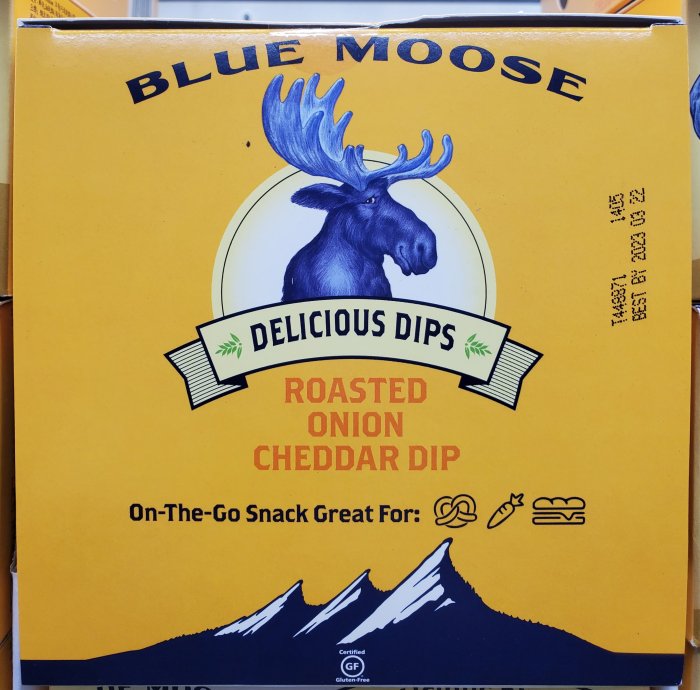 BLUE MOOSE
DELICIOUS DIPS
ROASTED
ONION
CHEDDAR DIP
On-The-Go Snack Great For:
T448871 1405
BEST BY 2023 03 22
Certified
GF
Gluten-Free